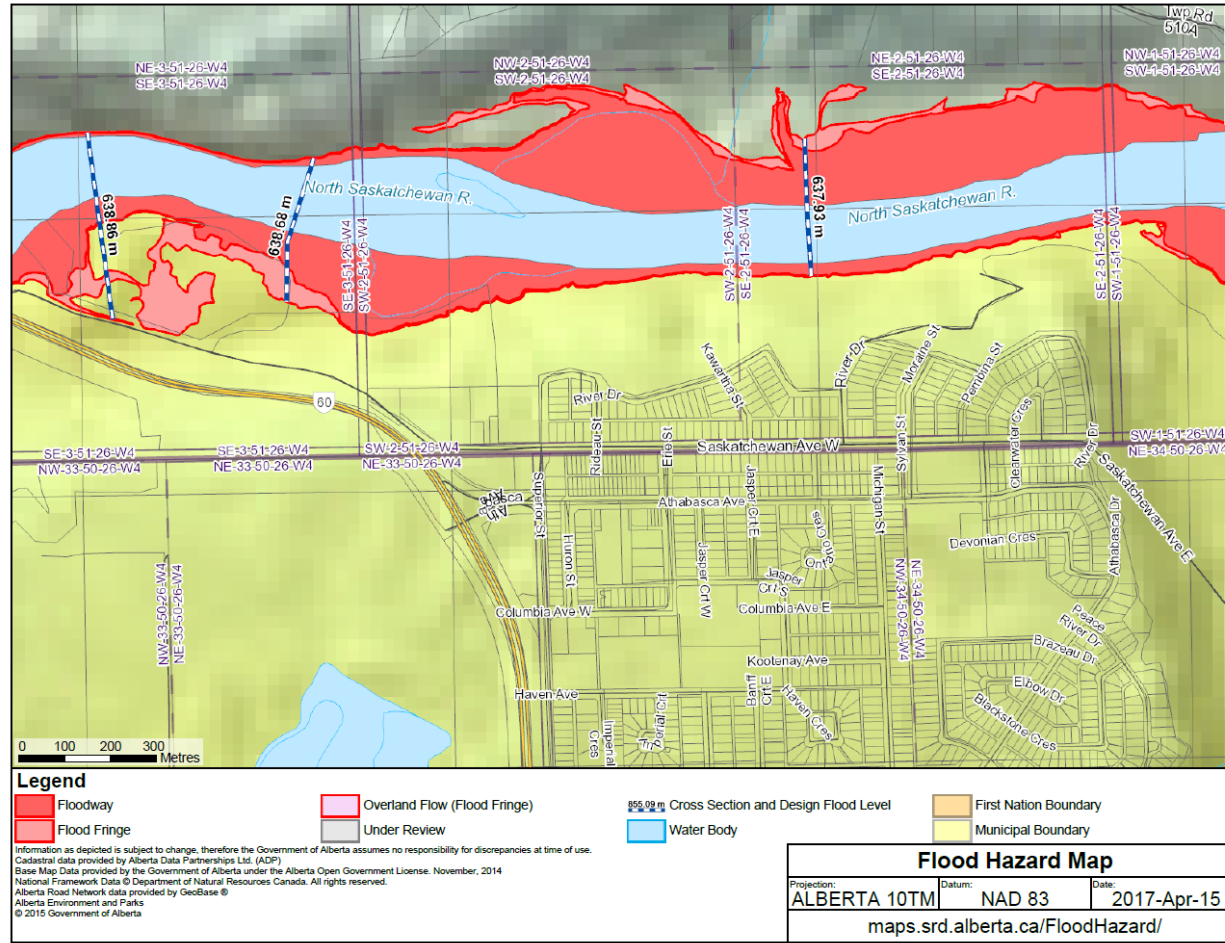 Twp Rd
510A
NE-3-51-26-W4
SE-3-51-26-W4
NW-2-51-26-W4
SW-2-51-26-W4
NE-2-51-26-W4
SE-2-51-26-W4
NW-1-51-26-W4
SW-1-51-26-W4
638.86 m
638.68 m
North Saskatchewan R.
637.93 m
North Saskatchewan R.
SE-3-51-26-W4
SW-2-51-26-W4
SW-2-51-26-W4
SE-2-51-26-W4
SE-2-51-26-W4
SW-1-51-26-W4
60
River Dr
Kawartha St
River Dr
Moraine St
Pembina St
Clearwater Cres
River Dr
Rideau St
Erie St
Saskatchewan Ave W
Sylvan St
Saskatchewan Ave E
SE-3-51-26-W4
NW-33-50-26-W4
SE-3-51-26-W4
NE-33-50-26-W4
SW-2-51-26-W4
NE-33-50-26-W4
SW-1-51-26-W4
NE-34-50-26-W4
Superior St
Athabasca Ave
Athabasca Ave
Jasper Crt E
Michigan St
Huron St
Jasper Crt W
Ontario Cres
Devonian Cres
Athabasca Dr
Jasper
Crt S
Columbia Ave W
Columbia Ave E
NW-33-50-26-W4
NE-33-50-26-W4
NW-34-50-26-W4
NE-34-50-26-W4
Peace
River Dr
Brazeau Dr
Kootenay Ave
Elbow Dr
Haven Ave
Banff
Crt E
Haven Cres
Blackstone Cres
Imperial
Cres
Imperial Crt
0 100 200 300
Metres
Legend
Floodway
Overland Flow (Flood Fringe)
855.09 m Cross Section and Design Flood Level
First Nation Boundary
Flood Fringe
Under Review
Water Body
Municipal Boundary
Information as depicted is subject to change, therefore the Government of Alberta assumes no responsibility for discrepancies at time of use.
Cadastral data provided by Alberta Data Partnerships Ltd. (ADP)
Base Map Data provided by the Government of Alberta under the Alberta Open Government License. November, 2014
National Framework Data © Department of Natural Resources Canada. All rights reserved.
Alberta Road Network data provided by GeoBase ®
Alberta Environment and Parks
© 2015 Government of Alberta
Flood Hazard Map
Projection: ALBERTA 10TM
Datum: NAD 83
Date: 2017-Apr-15
maps.srd.alberta.ca/FloodHazard/